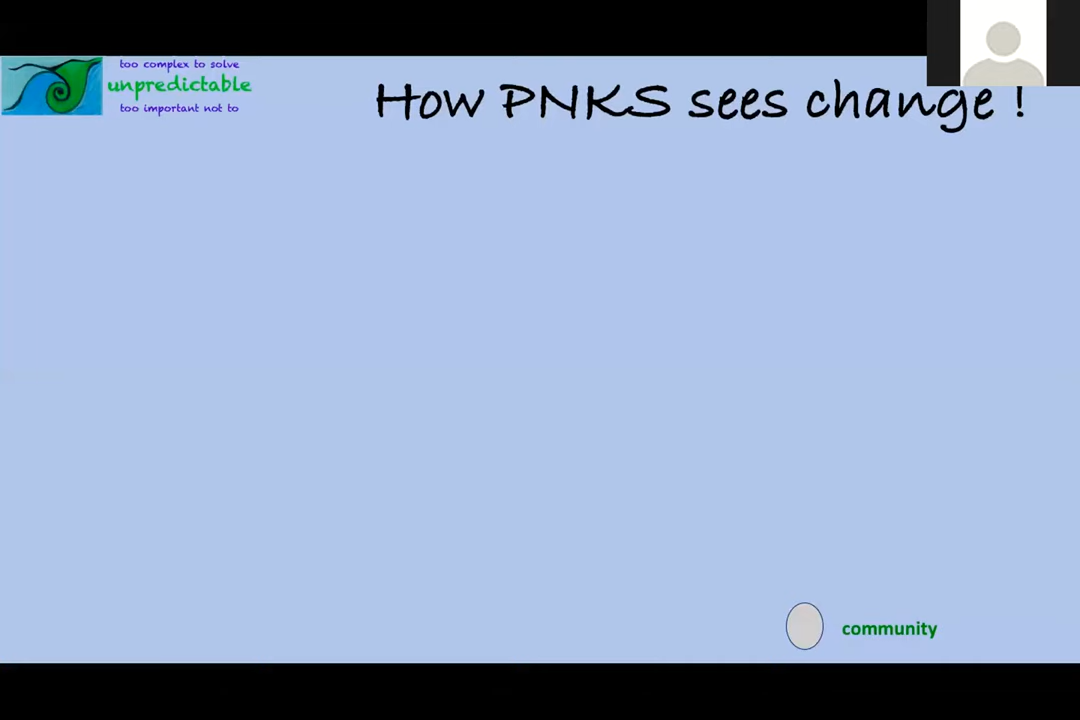 too complex to solve
unpredictable
too important not to
How PNKS sees change !
community